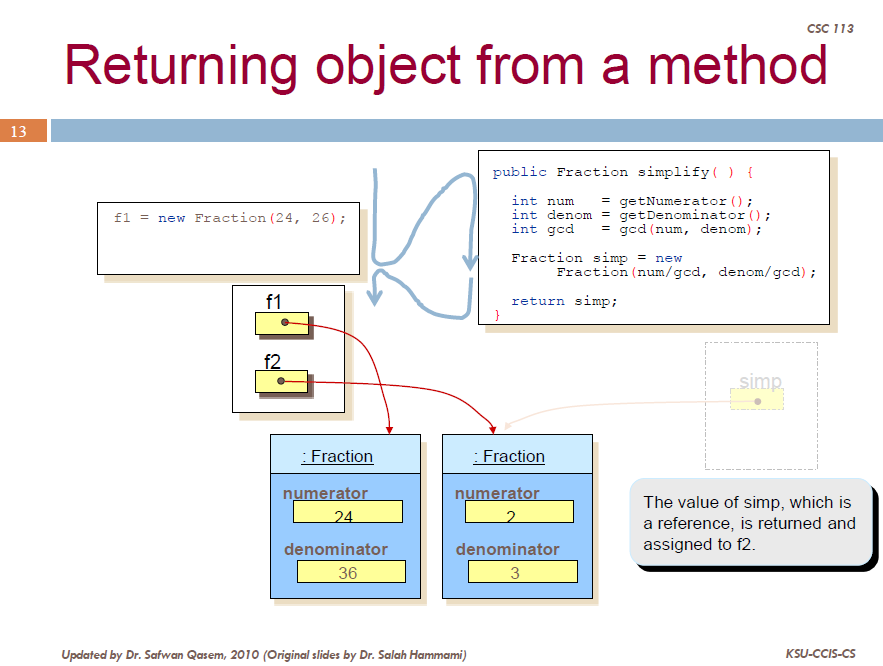 CSC 113
Returning object from a method
13
f1 = new Fraction(24, 26);
public Fraction simplify( ) {
int num = getNumerator();
int denom = getDenominator();
int gcd = gcd(num, denom);
Fraction simp = new
Fraction(num/gcd, denom/gcd);
return simp;
}
f1
f2
simp
: Fraction
numerator
24
denominator
36
: Fraction
numerator
2
denominator
3
The value of simp, which is
a reference, is returned and
assigned to f2.
Updated by Dr. Safwan Qasem, 2010 (Original slides by Dr. Salah Hammami)
KSU-CCIS-CS